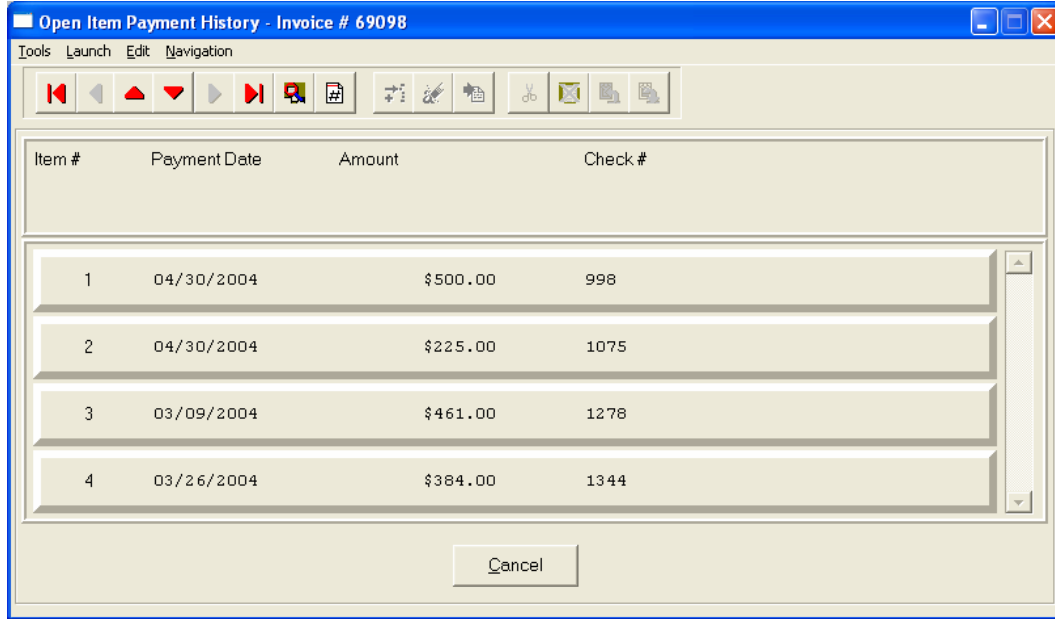 Open Item Payment History - Invoice # 69098
Tools Launch Edit Navigation
#
Item # Payment Date Amount Check #
1 04/30/2004 $500.00 998
2 04/30/2004 $225.00 1075
3 03/09/2004 $461.00 1278
4 03/26/2004 $384.00 1344
Cancel